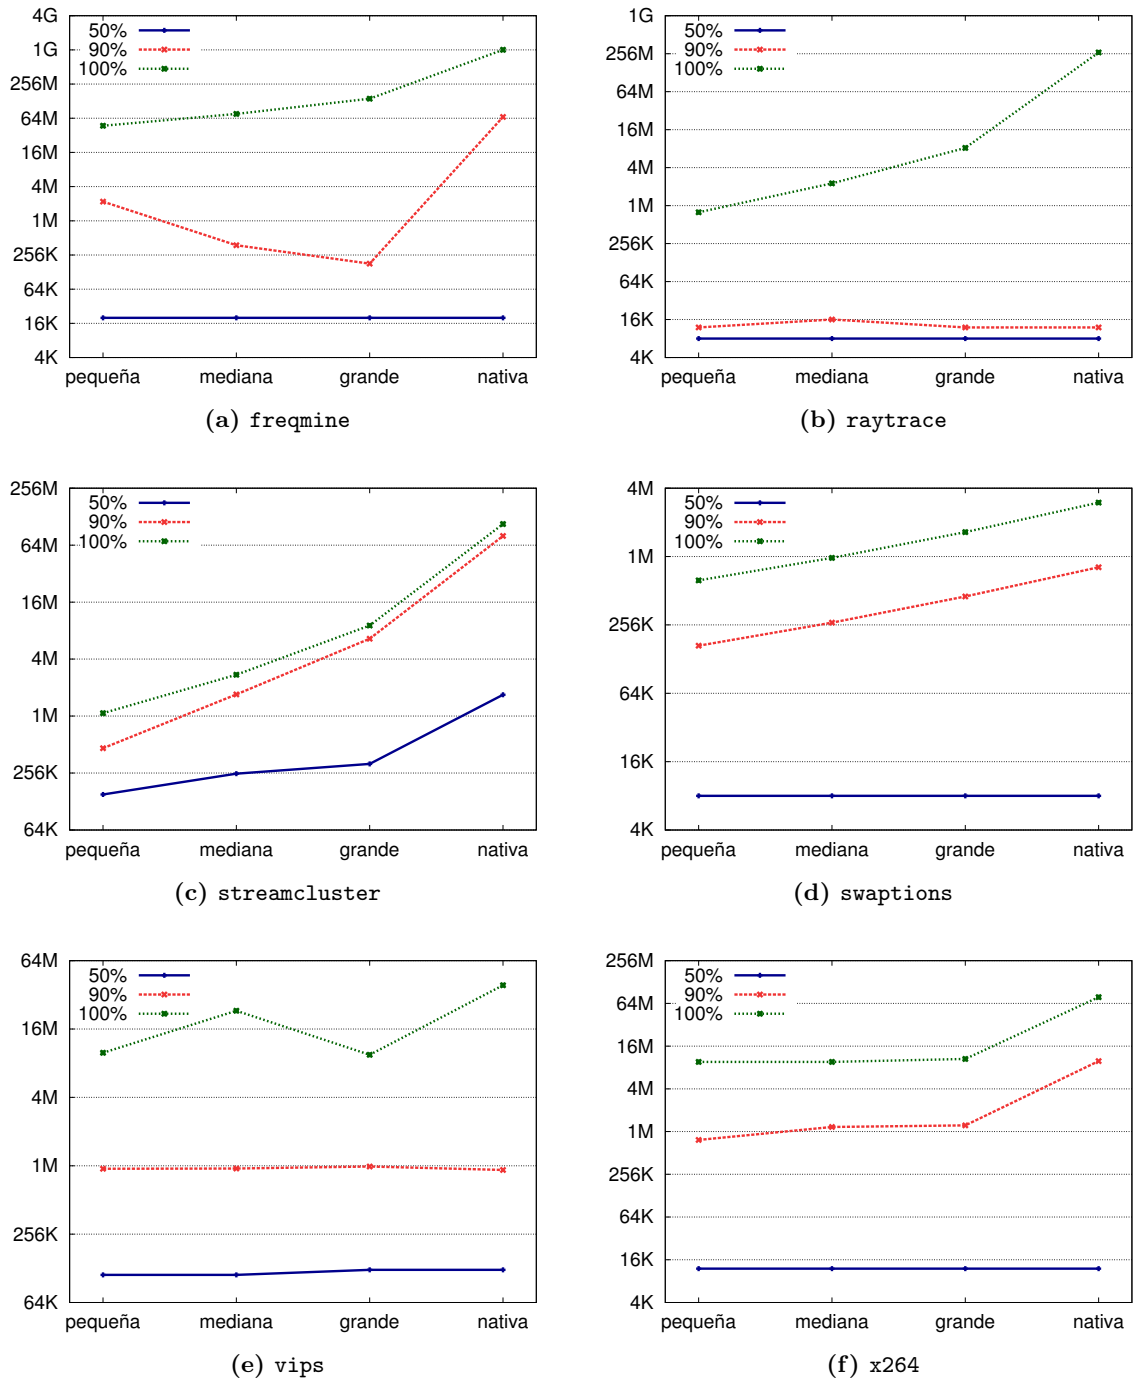 4G
1G
256M
64M
16M
4M
1M
256K
64K
16K
4K
50%
90%
100%
pequeña mediana grande nativa
(a) freqmine
1G
256M
64M
16M
4M
1M
256K
64K
16K
4K
50%
90%
100%
pequeña mediana grande nativa
(b) raytrace
256M
64M
16M
4M
1M
256K
64K
50%
90%
100%
pequeña mediana grande nativa
(c) streamcluster
4M
1M
256K
64K
16K
4K
50%
90%
100%
pequeña mediana grande nativa
(d) swaptions
64M
16M
4M
1M
256K
64K
50%
90%
100%
pequeña mediana grande nativa
(e) vips
256M
64M
16M
4M
1M
256K
64K
16K
4K
50%
90%
100%
pequeña mediana grande nativa
(f) x264